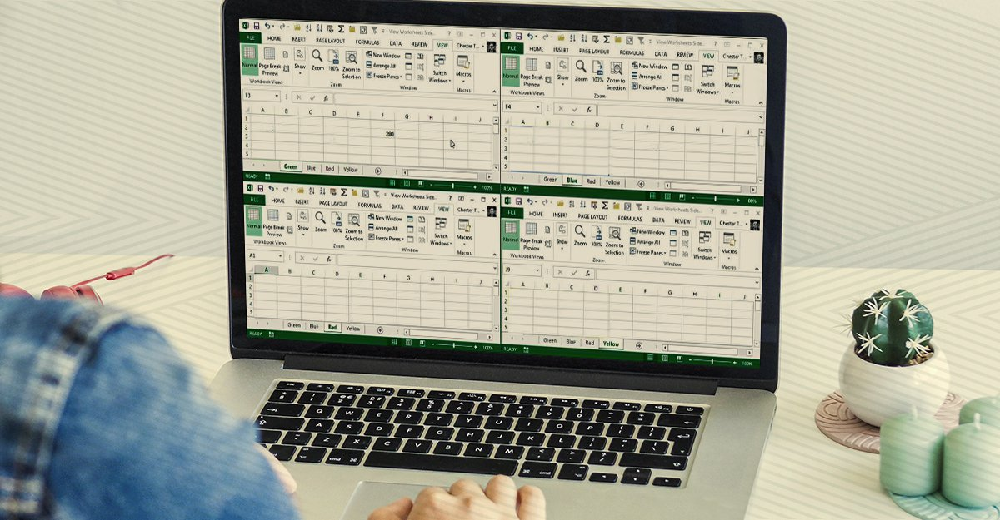 View Worksheets Side...
FILE HOME INSERT PAGE LAYOUT FORMULAS DATA REVIEW VIEW Chester T...
Normal Page Break Preview Show Zoom 100% Zoom to Selection New Window Arrange All Freeze Panes Switch Windows Macros
Workbook Views Zoom Window Macros
F3 fx
A B C D E F G H I J
1
2
3 280
4
5
Green Blue Red Yellow
READY 100%
View Worksheets Side...
FILE HOME INSERT PAGE LAYOUT FORMULAS DATA REVIEW VIEW Chester T...
Normal Page Break Preview Show Zoom 100% Zoom to Selection New Window Arrange All Freeze Panes Switch Windows Macros
Workbook Views Zoom Window Macros
F4 fx
A B C D E F G H I J
1
2
3
4
5
Green Blue Red Yellow
READY 100%
View Worksheets Side...
FILE HOME INSERT PAGE LAYOUT FORMULAS DATA REVIEW VIEW Chester T...
Normal Page Break Preview Show Zoom 100% Zoom to Selection New Window Arrange All Freeze Panes Switch Windows Macros
Workbook Views Zoom Window Macros
A1 fx
A B C D E F G H I J
1
2
3
4
5
Green Blue Red Yellow
READY 100%
View Worksheets Side...
FILE HOME INSERT PAGE LAYOUT FORMULAS DATA REVIEW VIEW Chester T...
Normal Page Break Preview Show Zoom 100% Zoom to Selection New Window Arrange All Freeze Panes Switch Windows Macros
Workbook Views Zoom Window Macros
J9 fx
A B C D E F G H I J
1
2
3
4
5
Green Blue Red Yellow
READY 100%
Q W E R T Y U I O P
A S D F G H J K L
Z X C V B N M
cmd cmd